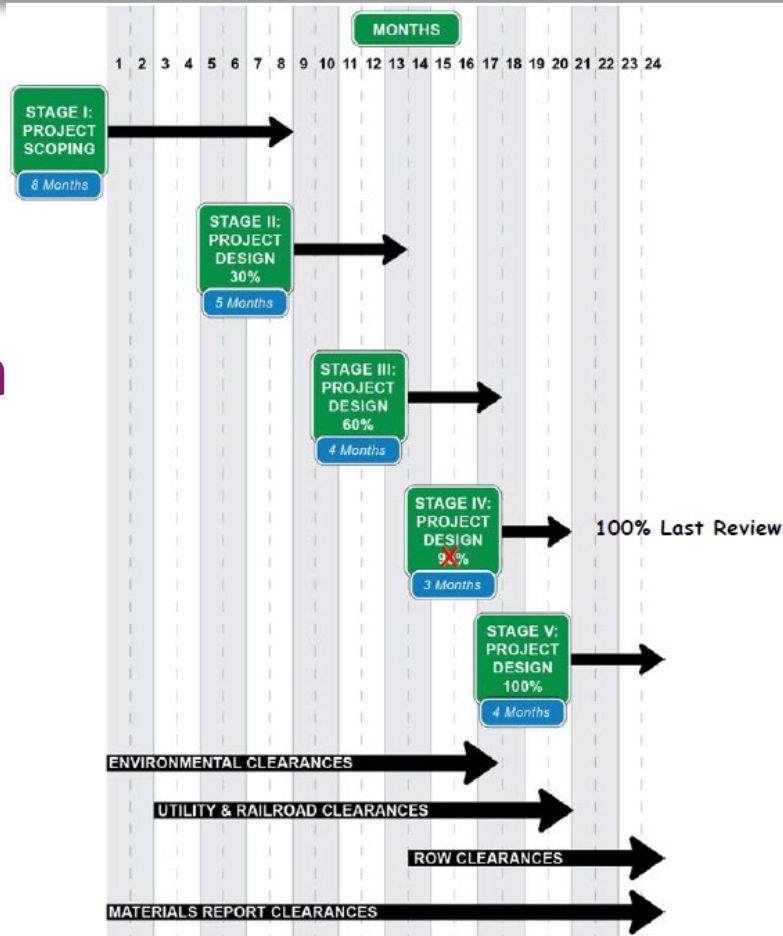 MONTHS
1 2 3 4 5 6 7 8 9 10 11 12 13 14 15 16 17 18 19 20 21 22 23 24
STAGE I:
PROJECT
SCOPING
8 Months
STAGE II:
PROJECT
DESIGN
30%
5 Months
STAGE III:
PROJECT
DESIGN
60%
4 Months
STAGE IV:
PROJECT
DESIGN
3 Months
100% Last Review
STAGE V:
PROJECT
DESIGN
100%
4 Months
ENVIRONMENTAL CLEARANCES
UTILITY & RAILROAD CLEARANCES
ROW CLEARANCES
MATERIALS REPORT CLEARANCES